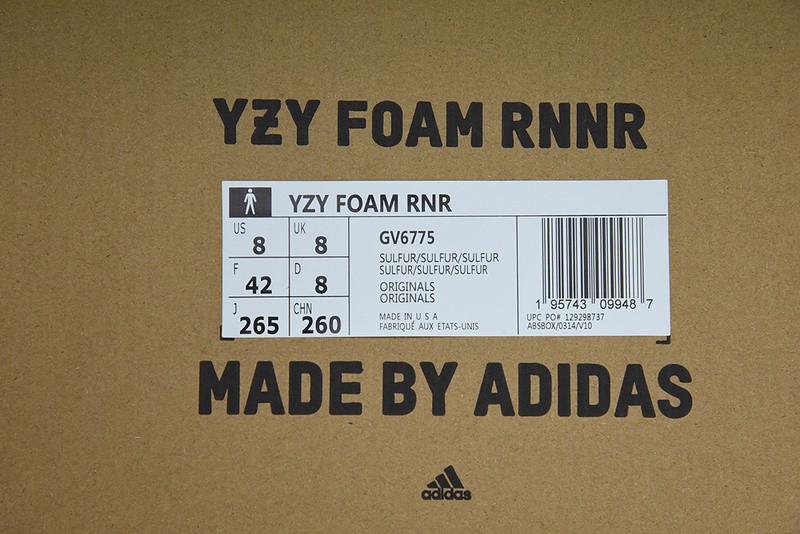 YZY FOAM RNNR
YZY FOAM RNR
US 8 UK 8
F 42 D 8
J 265 CHN 260
GV6775
SULFUR/SULFUR/SULFUR
SULFUR/SULFUR/SULFUR
ORIGINALS
ORIGINALS
MADE IN U S A
FABRIQUÉ AUX ETATS-UNIS
1 95743 09948 7
UPC PO# 129298737
ABSBOX/0314/V10
MADE BY ADIDAS
adidas